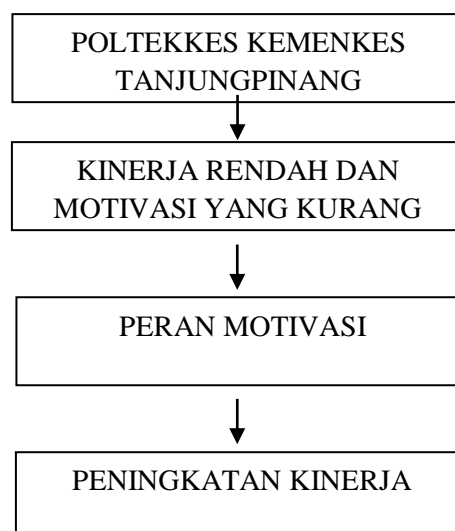 POLTEKKES KEMENKES
TANJUNGPINANG
KINERJA RENDAH DAN
MOTIVASI YANG KURANG
PERAN MOTIVASI
PENINGKATAN KINERJA